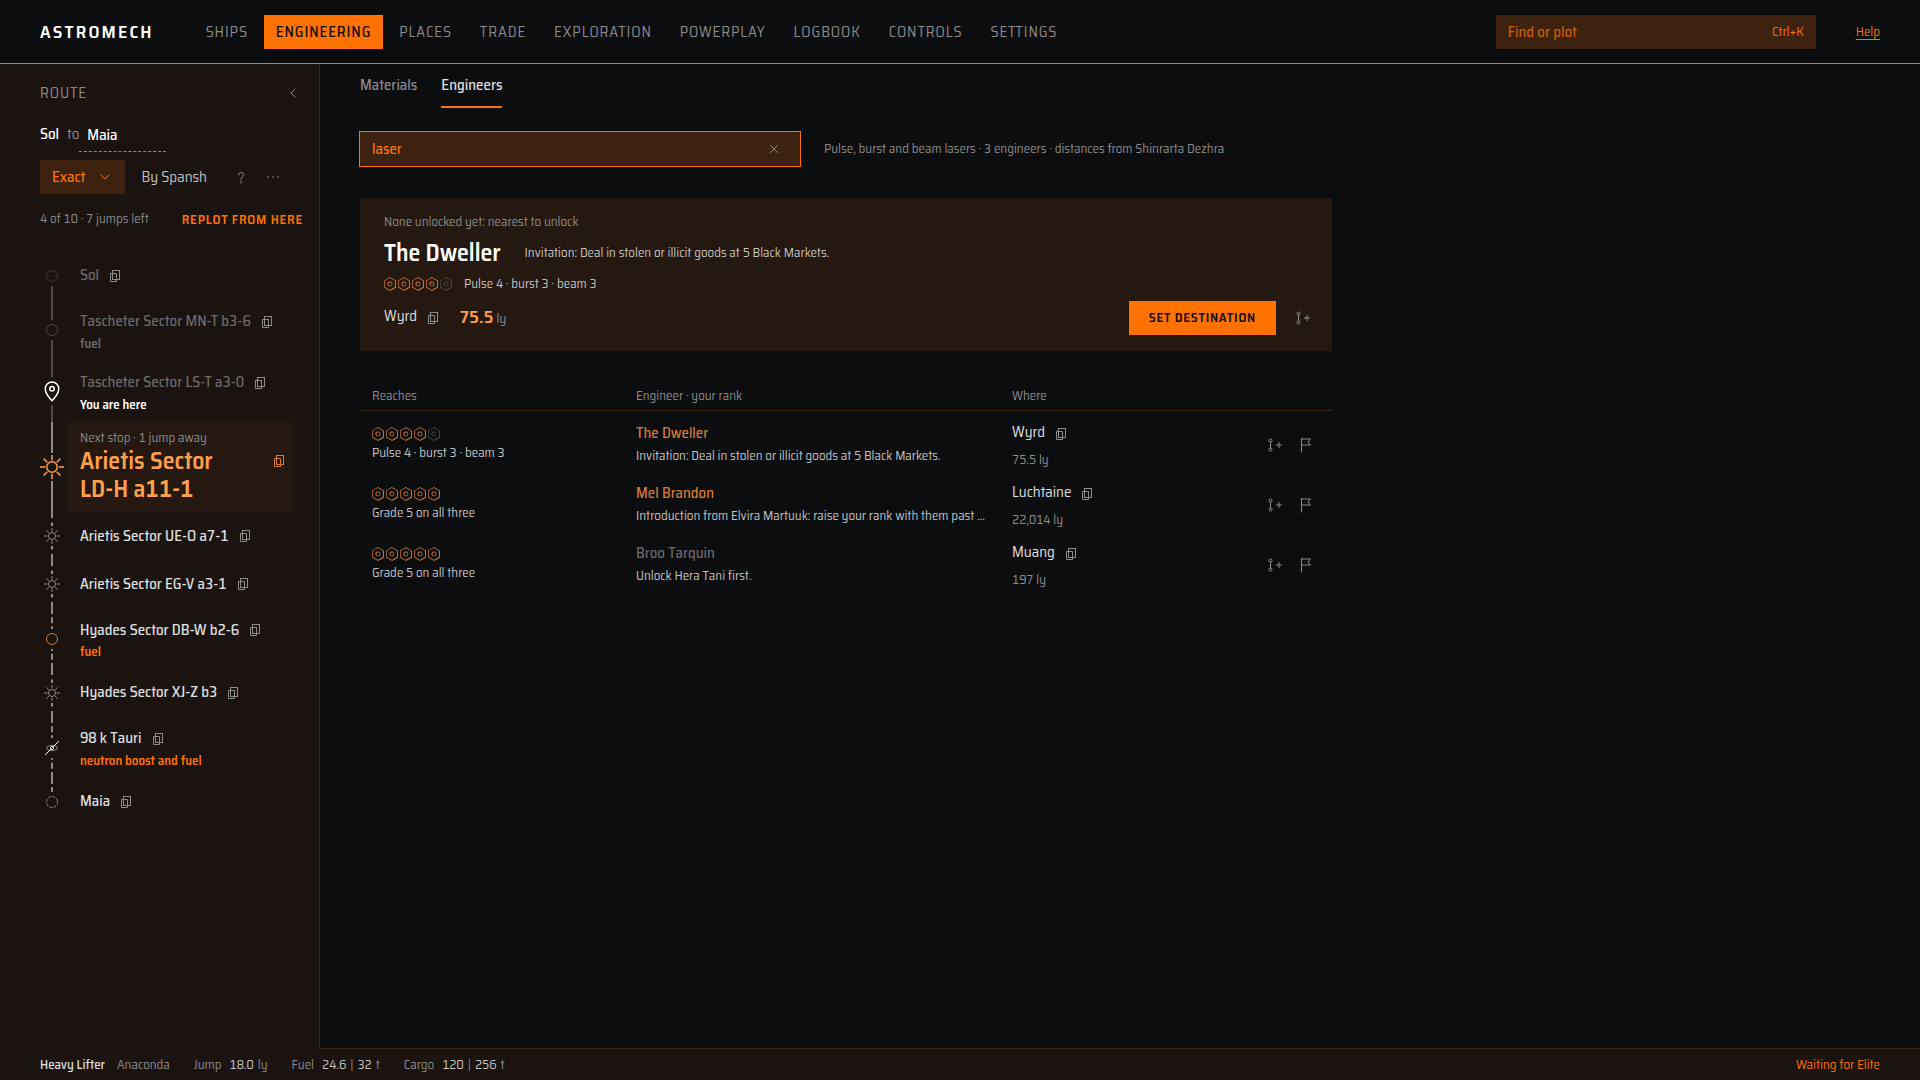 ASTROMECH
SHIPS
ENGINEERING
PLACES
TRADE
EXPLORATION
POWERPLAY
LOGBOOK
CONTROLS
SETTINGS
Find or plot
Ctrl+K
Help
ROUTE
Sol to Maia
Exact
By Spansh
?
4 of 10 · 7 jumps left
REPLOT FROM HERE
Sol
Tascheter Sector MN-T b3-6
fuel
Tascheter Sector LS-T a3-0
You are here
Next stop · 1 jump away
Arietis Sector
LD-H a11-1
Arietis Sector UE-O a7-1
Arietis Sector EG-V a3-1
Hyades Sector DB-W b2-6
fuel
Hyades Sector XJ-Z b3
98 k Tauri
neutron boost and fuel
Maia
Materials
Engineers
laser
Pulse, burst and beam lasers · 3 engineers · distances from Shinrarta Dezhra
None unlocked yet: nearest to unlock
The Dweller
Invitation: Deal in stolen or illicit goods at 5 Black Markets.
Pulse 4 · burst 3 · beam 3
Wyrd
75.5 ly
SET DESTINATION
Reaches
Engineer · your rank
Where
The Dweller
Wyrd
Pulse 4 · burst 3 · beam 3
Invitation: Deal in stolen or illicit goods at 5 Black Markets.
75.5 ly
Mel Brandon
Luchtaine
Grade 5 on all three
Introduction from Elvira Martuuk: raise your rank with them past ...
22,014 ly
Broo Tarquin
Muang
Grade 5 on all three
Unlock Hera Tani first.
197 ly
Heavy Lifter
Anaconda
Jump 18.0 ly
Fuel 24.6 | 32 t
Cargo 120 | 256 t
Waiting for Elite